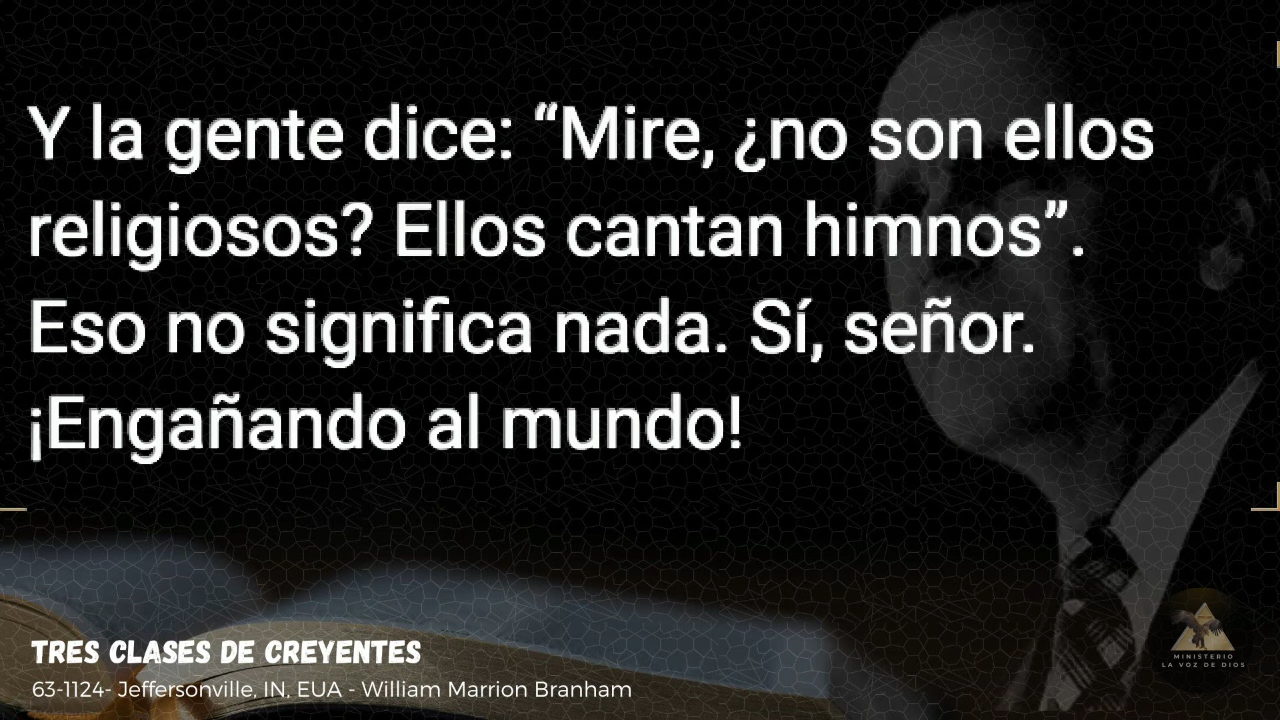 Y la gente dice: “Mire, ¿no son ellos
religiosos? Ellos cantan himnos”.
Eso no significa nada. Sí, señor.
¡Engañando al mundo!
TRES CLASES DE CREYENTES
63-1124- Jeffersonville, IN, EUA - William Marrion Branham
MINISTERIO
LA VOZ DE DIOS